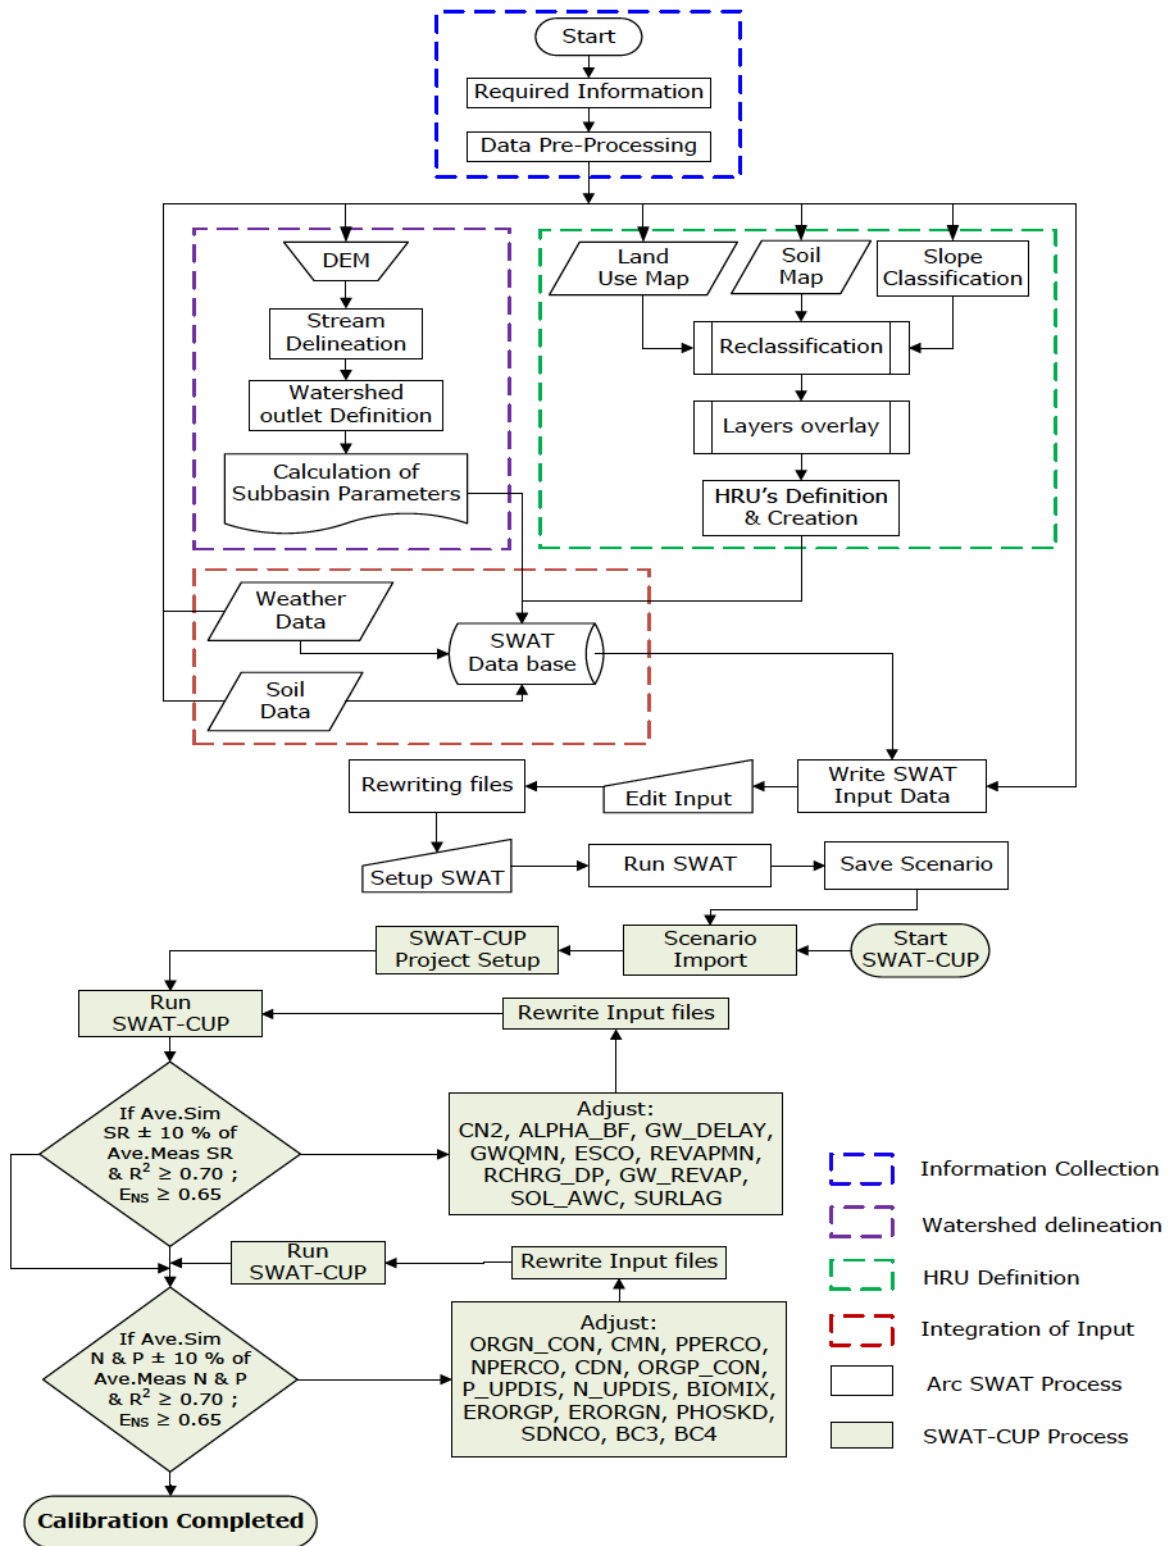 Start
Required Information
Data Pre-Processing
DEM
Stream
Delineation
Watershed
outlet Definition
Calculation of
Subbasin Parameters
Land
Use Map
Soil
Map
Slope
Classification
Reclassification
Layers overlay
HRU's Definition
& Creation
Weather
Data
Soil
Data
SWAT
Data base
Write SWAT
Input Data
Edit Input
Rewriting files
Setup SWAT
Run SWAT
Save Scenario
Start
SWAT-CUP
Scenario
Import
SWAT-CUP
Project Setup
Run
SWAT-CUP
Rewrite Input files
If Ave.Sim
SR ± 10 % of
Ave.Meas SR
& R² ≥ 0.70 ;
E_NS ≥ 0.65
Adjust:
CN2, ALPHA_BF, GW_DELAY,
GWQMN, ESCO, REVAPMN,
RCHRG_DP, GW_REVAP,
SOL_AWC, SURLAG
Run
SWAT-CUP
Rewrite Input files
If Ave.Sim
N & P ± 10 % of
Ave.Meas N & P
& R² ≥ 0.70 ;
E_NS ≥ 0.65
Adjust:
ORGN_CON, CMN, PPERCO,
NPERCO, CDN, ORGP_CON,
P_UPDIS, N_UPDIS, BIOMIX,
ERORGP, ERORGN, PHOSKD,
SDNCO, BC3, BC4
Calibration Completed
Information Collection
Watershed delineation
HRU Definition
Integration of Input
Arc SWAT Process
SWAT-CUP Process